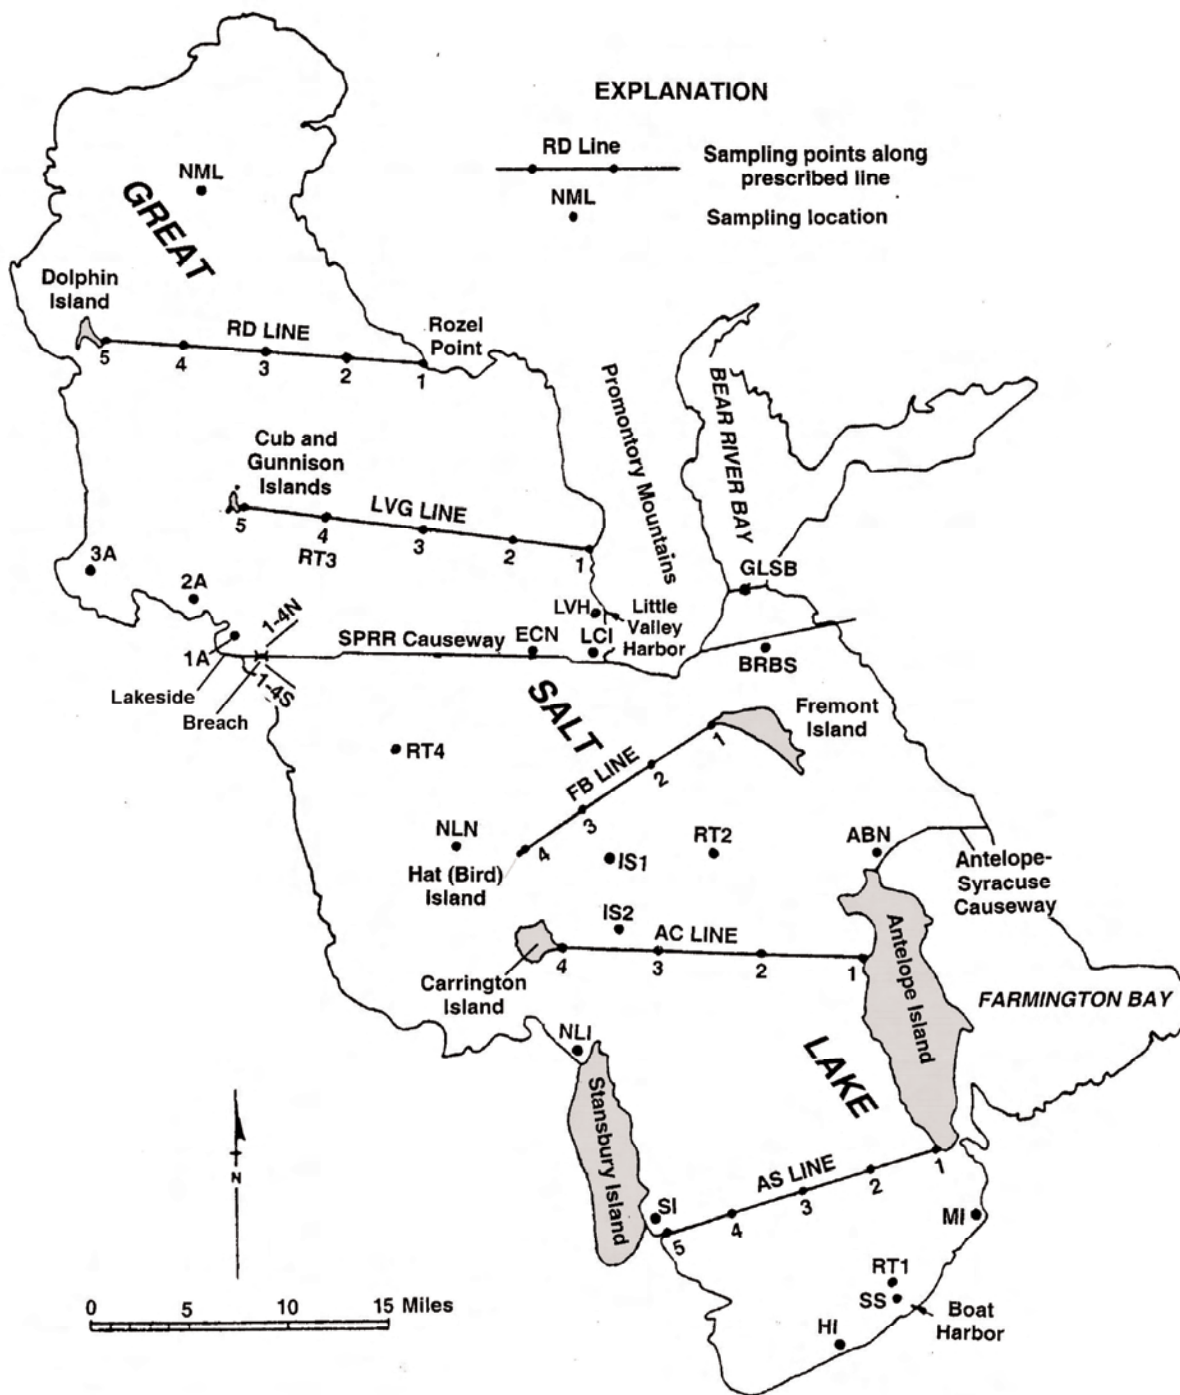 EXPLANATION
RD Line
Sampling points along
prescribed line
NML
Sampling location
NML
GREAT
Dolphin
Island
RD LINE
Rozel
Point
5
4
3
2
1
Promontory Mountains
BEAR RIVER BAY
Cub and
Gunnison
Islands
LVG LINE
5
4
3
2
1
RT3
3A
2A
GLSB
LVH
Little
Valley
Harbor
1-4N
SPRR Causeway
ECN
LCI
BRBS
1A
Lakeside
1-4S
Breach
SALT
Fremont
Island
RT4
FB LINE
1
2
3
4
NLN
Hat (Bird)
Island
IS1
RT2
ABN
Antelope-
Syracuse
Causeway
IS2
AC LINE
4
3
2
1
Carrington
Island
Antelope Island
FARMINGTON BAY
NLI
LAKE
Stansbury Island
AS LINE
1
2
3
4
5
SI
MI
N
RT1
SS
Boat
Harbor
HI
0
5
10
15 Miles